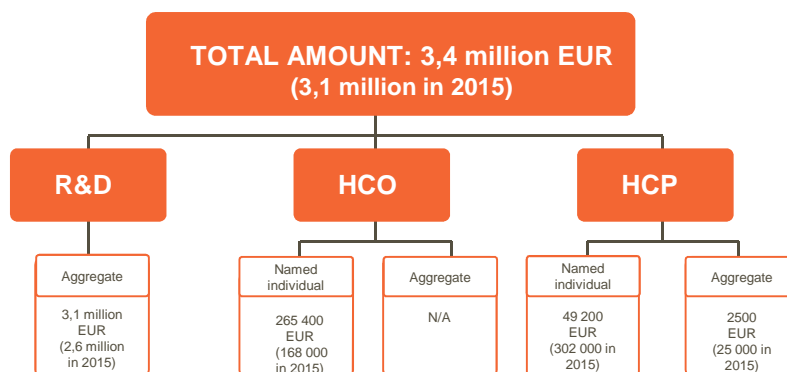 TOTAL AMOUNT: 3,4 million EUR
(3,1 million in 2015)
R&D
HCO
HCP
Aggregate
3,1 million
EUR
(2,6 million
in 2015)
Named
individual
265 400
EUR
(168 000
in 2015)
Aggregate
N/A
Named
individual
49 200
EUR
(302 000 in
2015)
Aggregate
2500
EUR
(25 000 in
2015)